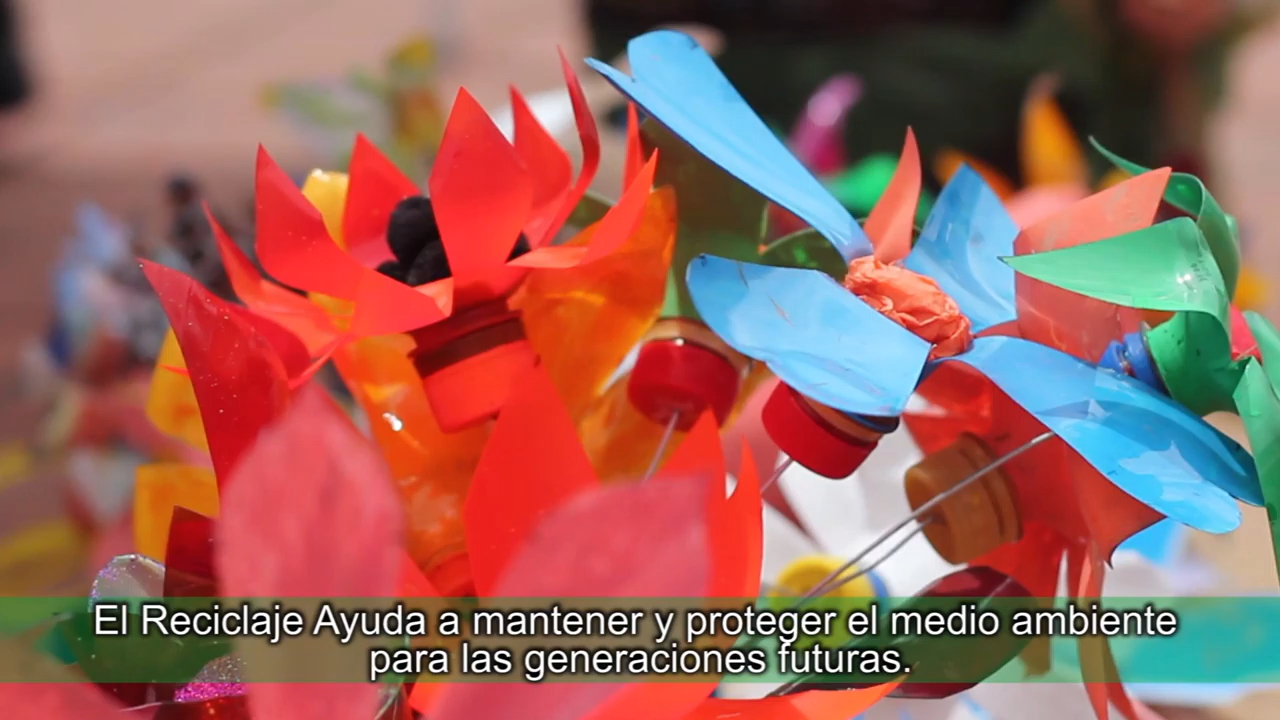 El Reciclaje Ayuda a mantener y proteger el medio ambiente
para las generaciones futuras.